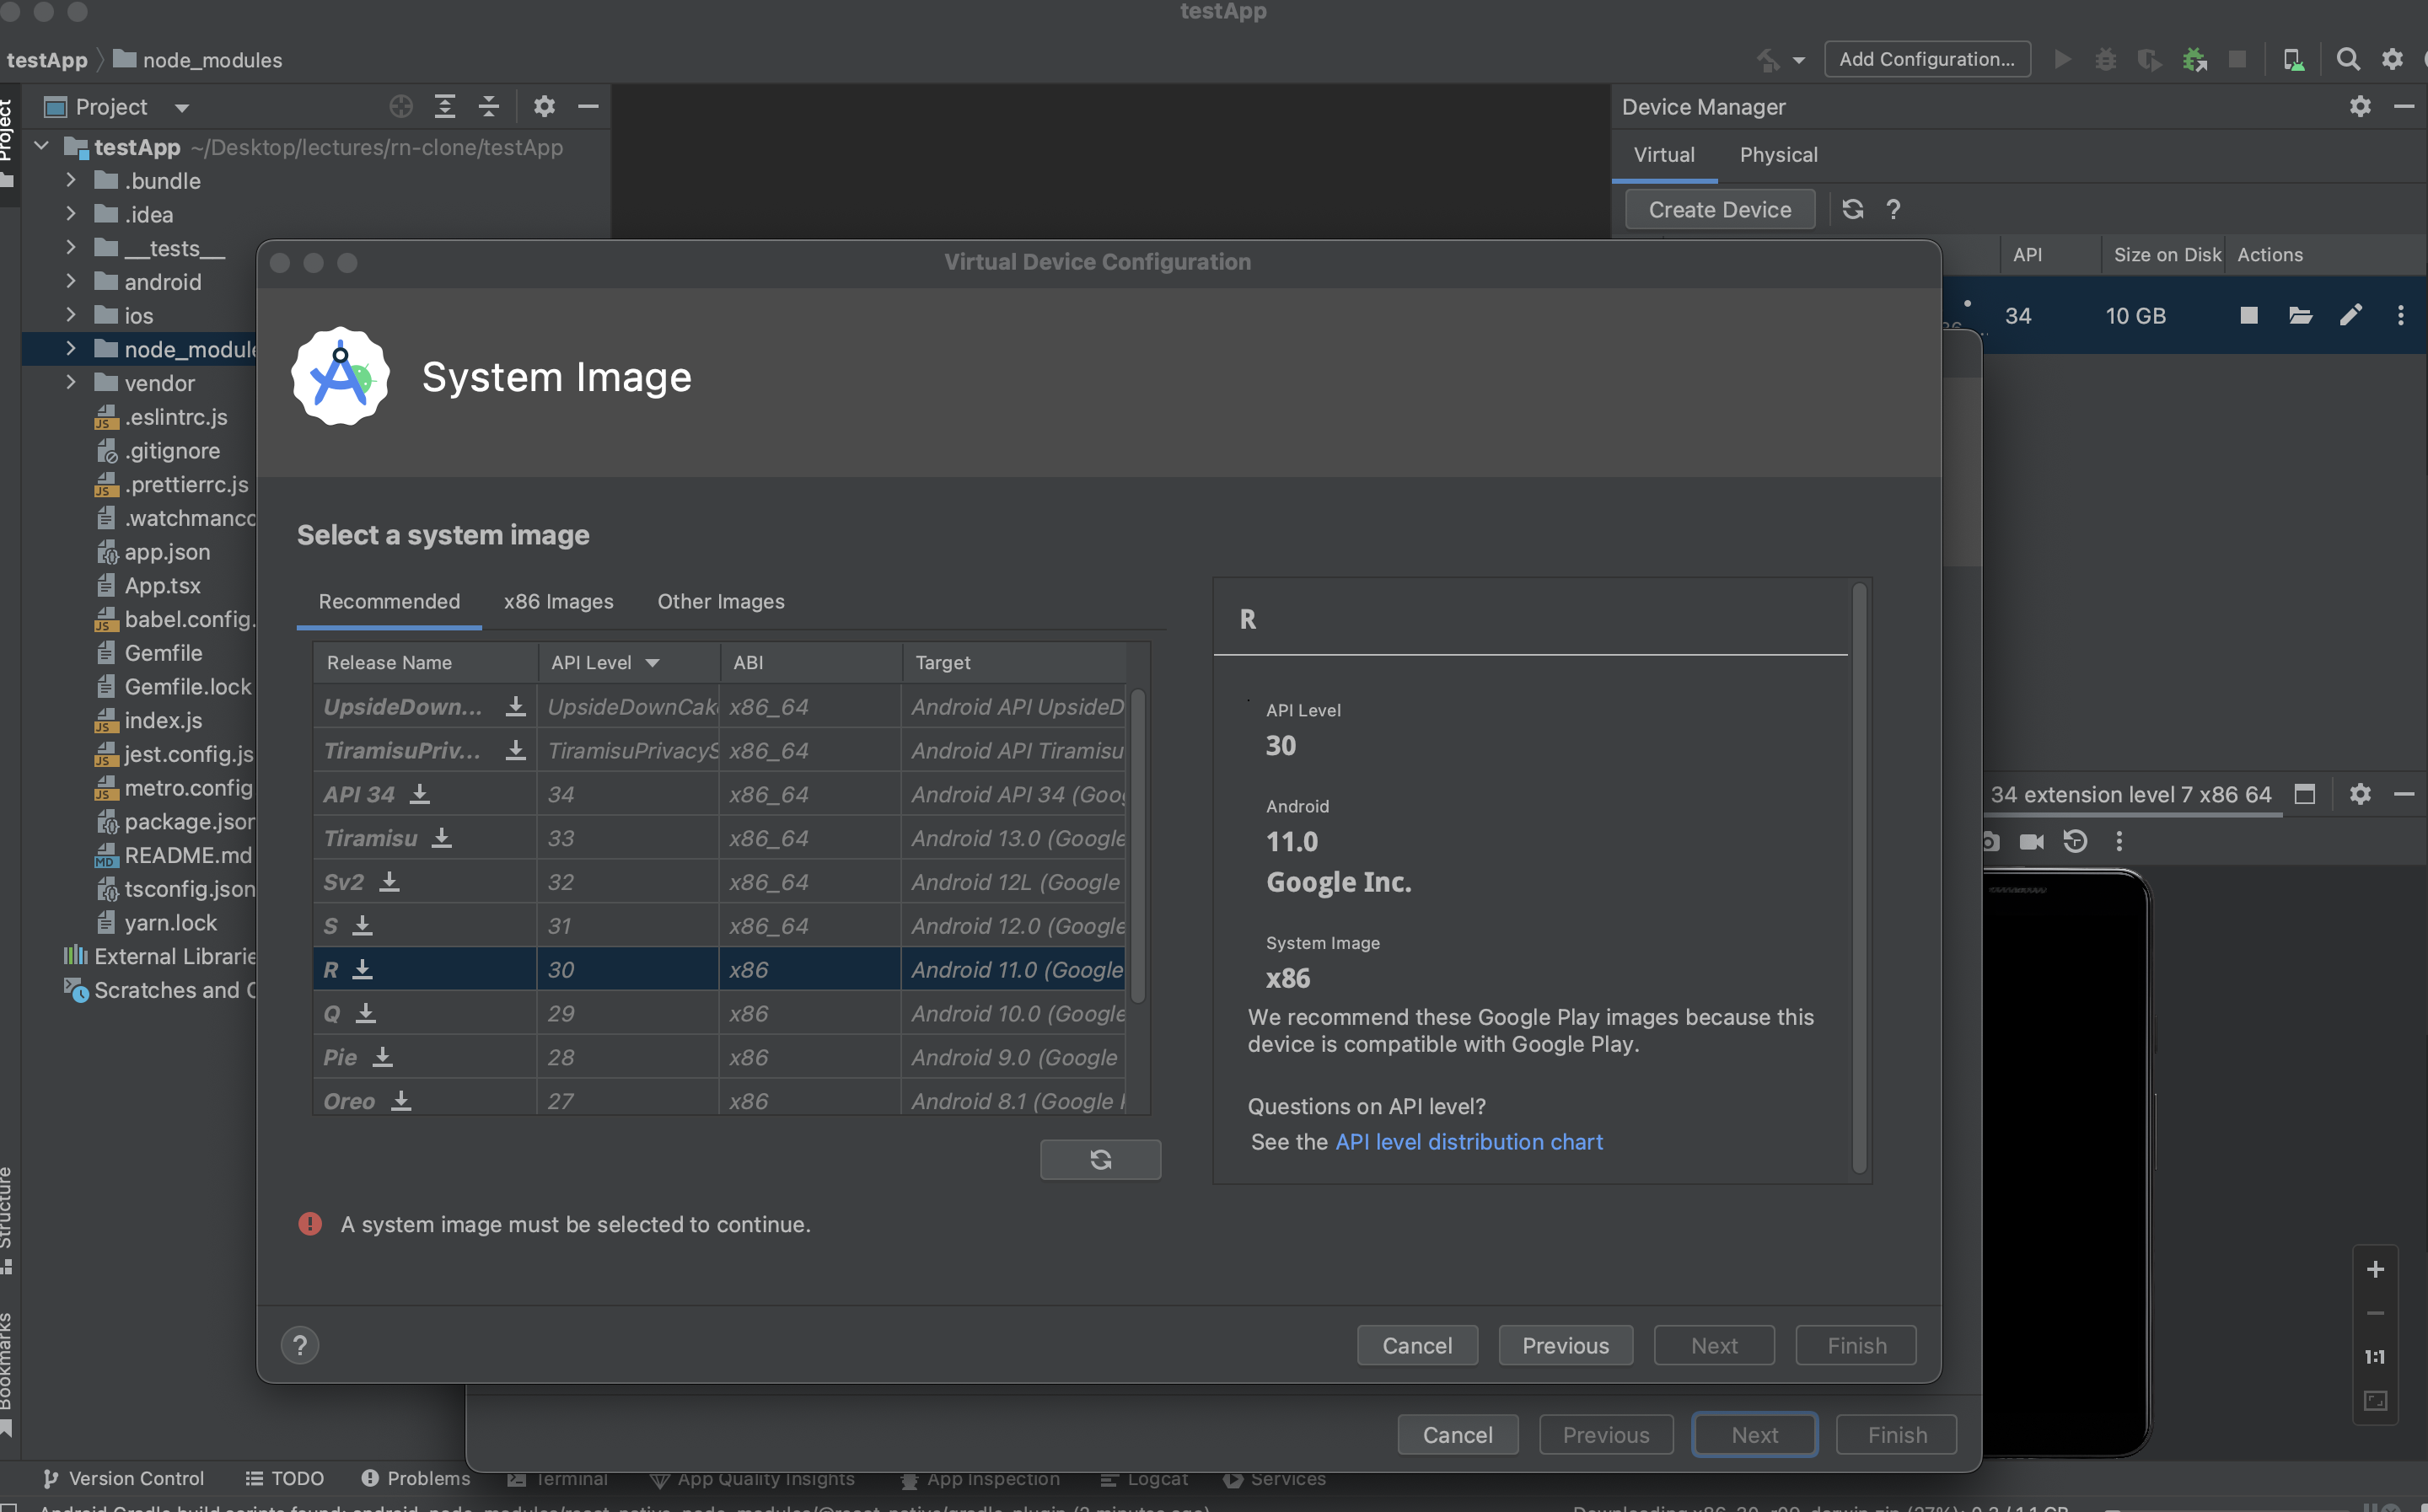 testApp
testApp
node_modules
Add Configuration...
Project
Project
testApp ~/Desktop/lectures/rn-clone/testApp
.bundle
.idea
__tests__
android
ios
node_module
vendor
.eslintrc.js
.gitignore
.prettierrc.js
.watchmanco
app.json
App.tsx
babel.config.
Gemfile
Gemfile.lock
index.js
jest.config.js
metro.config
package.json
README.md
tsconfig.json
yarn.lock
External Librarie
Scratches and C
Structure
Bookmarks
Device Manager
Virtual Physical
Create Device ?
API Size on Disk Actions
34 10 GB
Virtual Device Configuration
System Image
Select a system image
Recommended x86 Images Other Images
Release Name API Level ABI Target
UpsideDown... UpsideDownCak x86_64 Android API UpsideD
TiramisuPriv... TiramisuPrivacyS x86_64 Android API Tiramisu
API 34 34 x86_64 Android API 34 (Goog
Tiramisu 33 x86_64 Android 13.0 (Google
Sv2 32 x86_64 Android 12L (Google
S 31 x86_64 Android 12.0 (Google
R 30 x86 Android 11.0 (Google
Q 29 x86 Android 10.0 (Google
Pie 28 x86 Android 9.0 (Google
Oreo 27 x86 Android 8.1 (Google
R
API Level
30
Android
11.0
Google Inc.
System Image
x86
We recommend these Google Play images because this
device is compatible with Google Play.
Questions on API level?
See the API level distribution chart
A system image must be selected to continue.
? Cancel Previous Next Finish
Cancel Previous Next Finish
34 extension level 7 x86 64
1:1
Version Control TODO Problems Terminal App Quality Insights App Inspection Logcat Services